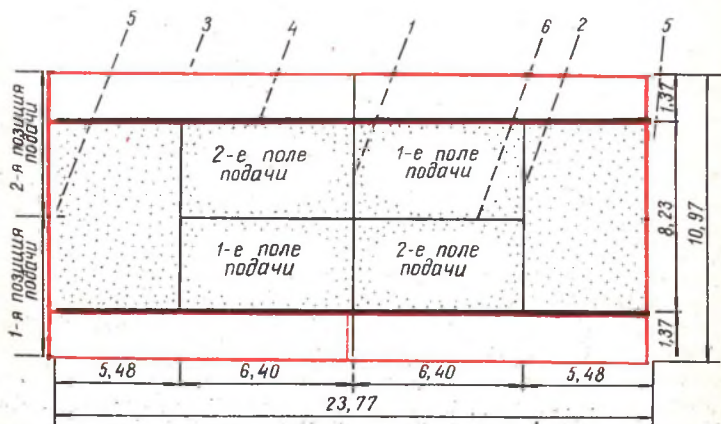 5 3 4 1 6 2 5
2-я позиция
подачи
1-я позиция
подачи
2-е поле
подачи
1-е поле
подачи
1-е поле
подачи
2-е поле
подачи
1,37
8,23
1,37
10,97
5,48 6,40 6,40 5,48
23,77